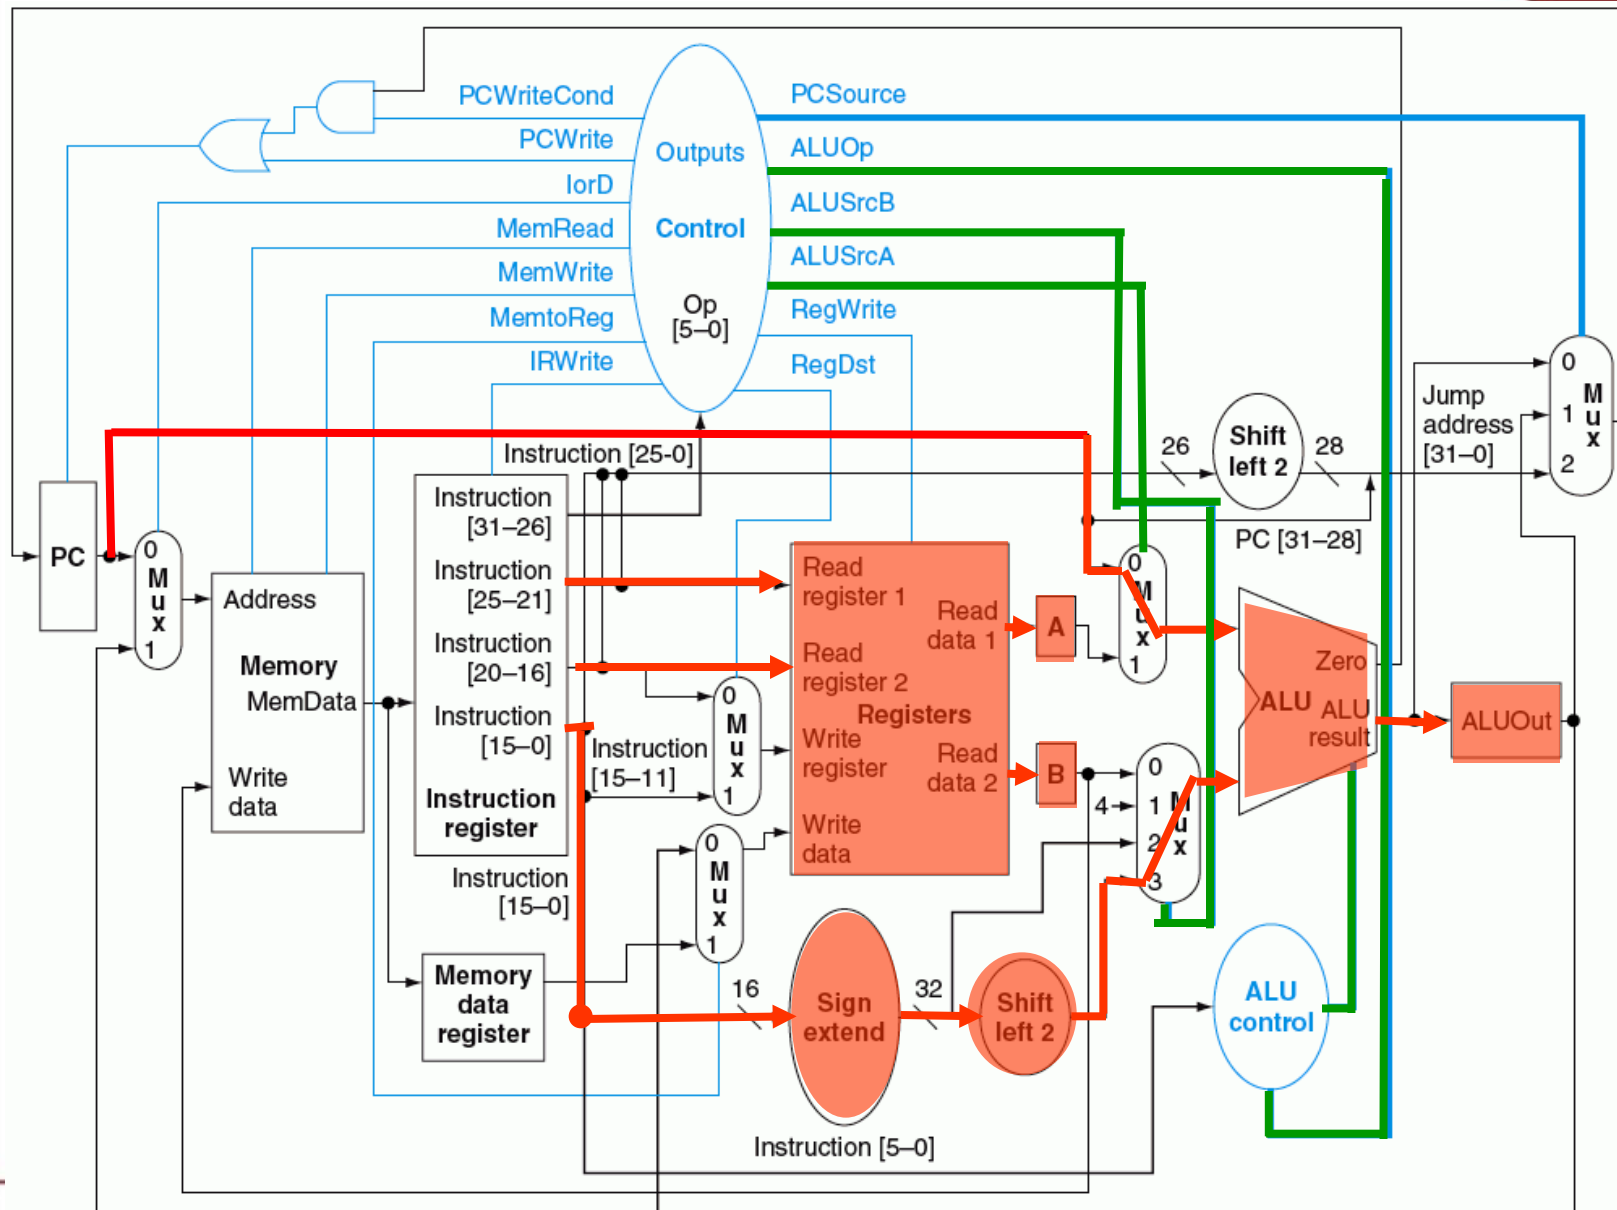 PCWriteCond
PCWrite
IorD
MemRead
MemWrite
MemtoReg
IRWrite
Outputs
Control
Op
[5–0]
PCSource
ALUOp
ALUSrcB
ALUSrcA
RegWrite
RegDst
PC
0
M
u
x
1
Address
Memory
MemData
Write
data
Instruction [25-0]
Instruction
[31–26]
Instruction
[25–21]
Instruction
[20–16]
Instruction
[15–0]
Instruction
register
Instruction
[15–0]
Memory
data
register
Instruction
[15–11]
0
M
u
x
1
0
M
u
x
1
Read
register 1
Read
register 2
Registers
Write
register
Write
data
Read
data 1
Read
data 2
A
B
16
Sign
extend
32
Shift
left 2
Instruction [5–0]
0
M
u
x
1
0
4
1
M
u
x
2
3
26
Shift
left 2
28
PC [31–28]
Jump
address
[31–0]
0
M
u
x
1
2
Zero
ALU
ALU
result
ALUOut
ALU
control